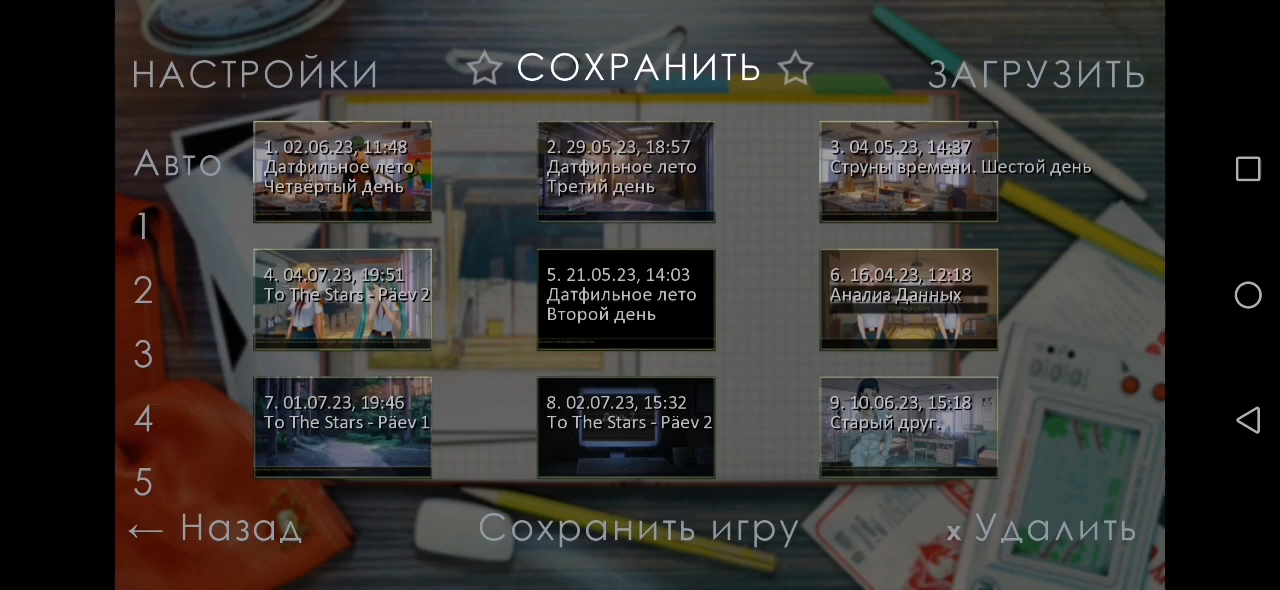 НАСТРОЙКИ
СОХРАНИТЬ
ЗАГРУЗИТЬ
Авто
1
2
3
4
5
1. 02.06.23, 11:48
Датфильное лето
Четвёртый день
2. 29.05.23, 18:57
Датфильное лето
Третий день
3. 04.05.23, 14:37
Струны времени. Шестой день
4. 04.07.23, 19:51
To The Stars - Päev 2
5. 21.05.23, 14:03
Датфильное лето
Второй день
6. 16.04.23, 12:18
Анализ Данных
7. 01.07.23, 19:46
To The Stars - Päev 1
8. 02.07.23, 15:32
To The Stars - Päev 2
9. 10.06.23, 15:18
Старый друг.
← Назад
Сохранить игру
x Удалить